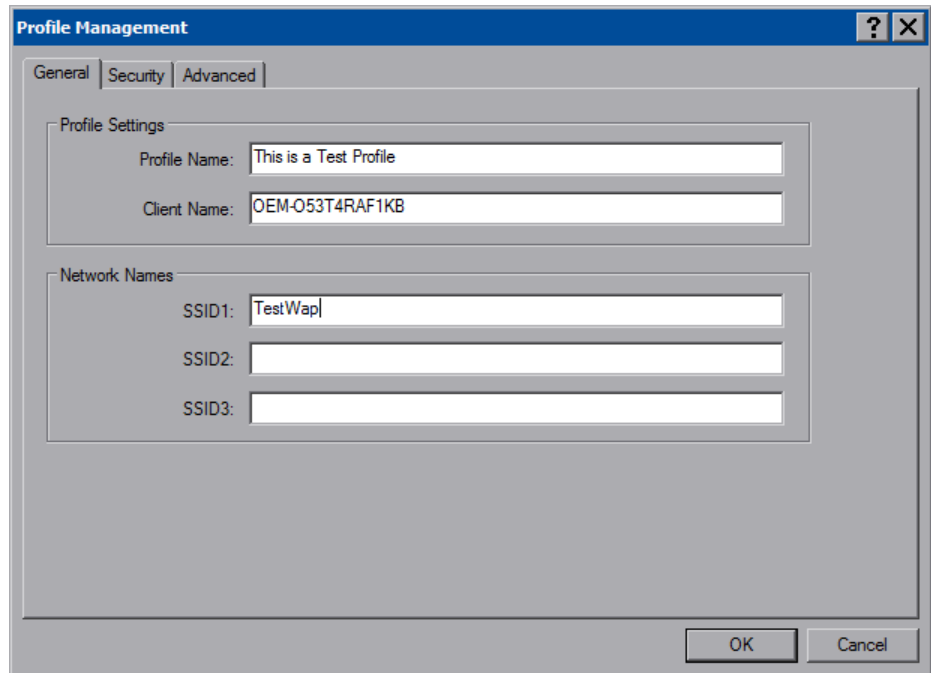 Profile Management
General Security Advanced
Profile Settings
Profile Name: This is a Test Profile
Client Name: OEM-O53T4RAF1KB
Network Names
SSID1: TestWap
SSID2:
SSID3:
OK Cancel